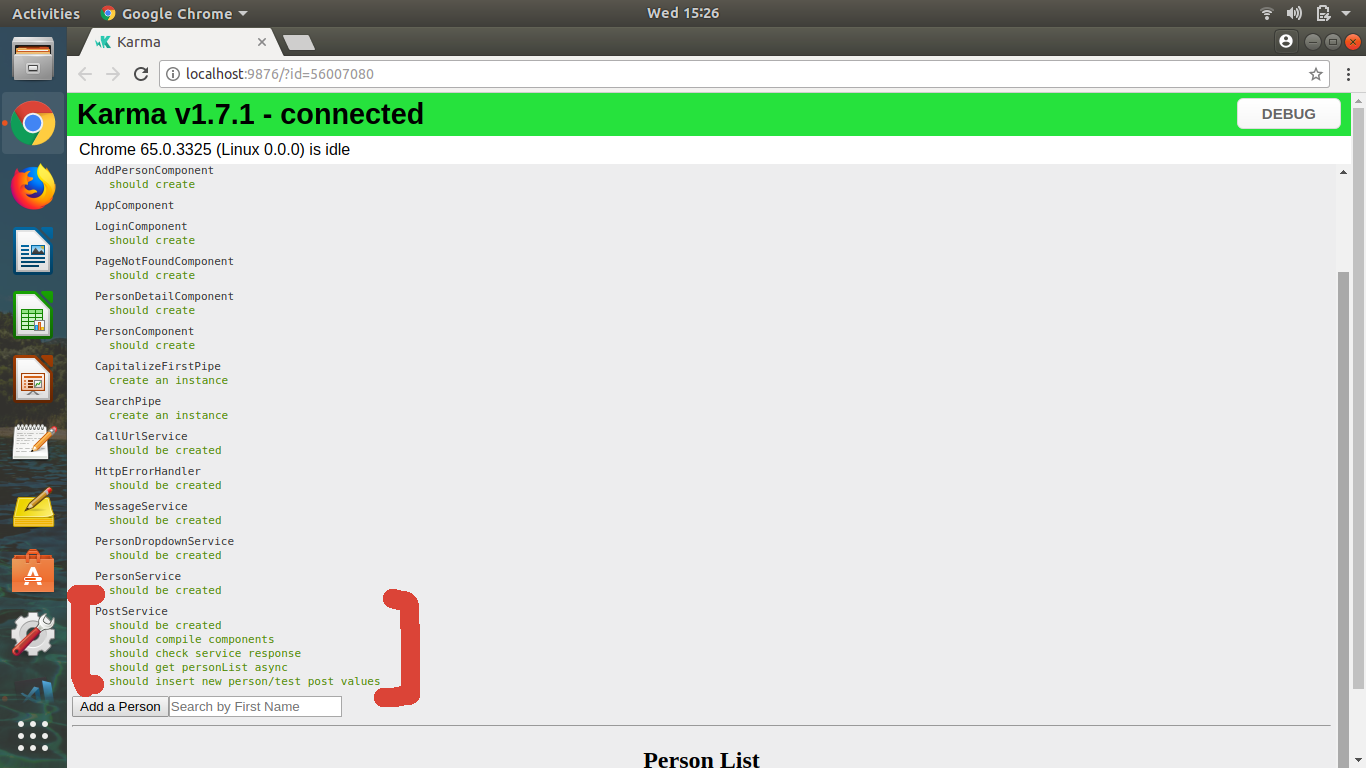 Activities Google Chrome Wed 15:26
Karma
localhost:9876/?id=56007080
Karma v1.7.1 - connected DEBUG
Chrome 65.0.3325 (Linux 0.0.0) is idle
AddPersonComponent
should create
AppComponent
LoginComponent
should create
PageNotFoundComponent
should create
PersonDetailComponent
should create
PersonComponent
should create
CapitalizeFirstPipe
create an instance
SearchPipe
create an instance
CallUrlService
should be created
HttpErrorHandler
should be created
MessageService
should be created
PersonDropdownService
should be created
PersonService
should be created
PostService
should be created
should compile components
should check service response
should get personList async
should insert new person/test post values
Add a Person Search by First Name
Person List